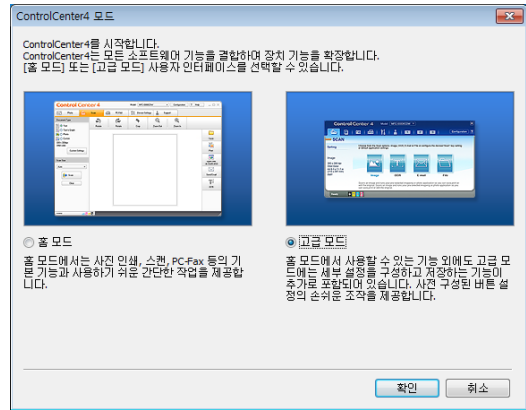 ControlCenter4 모드
ControlCenter4를 시작합니다.
ControlCenter4는 모든 소프트웨어 기능을 결합하며 장치 기능을 확장합니다.
[홈 모드] 또는 [고급 모드] 사용자 인터페이스를 선택할 수 있습니다.
Control Center 4
Control Center 4
SCAN
홈 모드
홈 모드에서는 사진 인쇄, 스캔, PC-Fax 등의 기
본 기능과 사용하기 쉬운 간단한 작업을 제공합
니다.
고급 모드
홈 모드에서 사용할 수 있는 기능 외에도 고급 모
드에는 세부 설정을 구성하고 저장하는 기능이
추가로 포함되어 있습니다. 사전 구성된 버튼 설
정의 손쉬운 조작을 제공합니다.
확인
취소